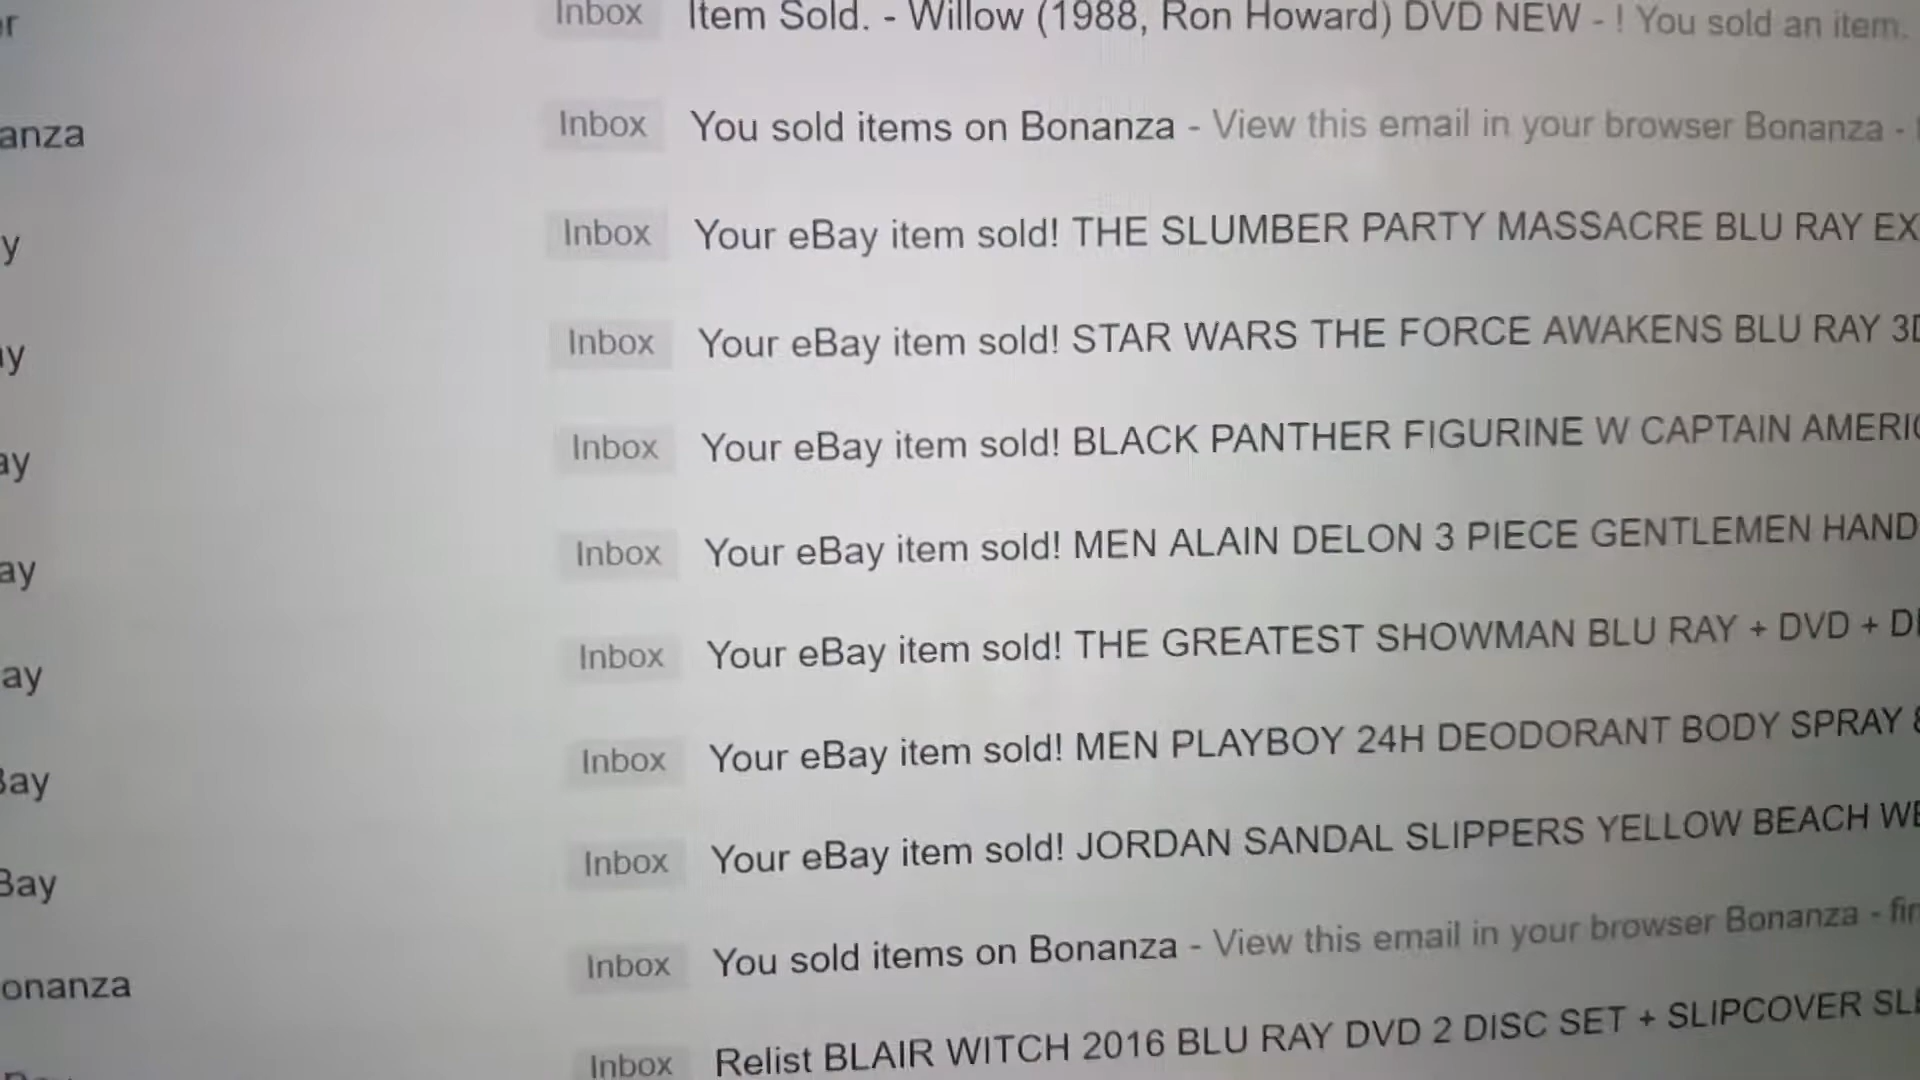 er Inbox Item Sold. - Willow (1988, Ron Howard) DVD NEW - ! You sold an item.
anza Inbox You sold items on Bonanza - View this email in your browser Bonanza -
y Inbox Your eBay item sold! THE SLUMBER PARTY MASSACRE BLU RAY EX
ay Inbox Your eBay item sold! STAR WARS THE FORCE AWAKENS BLU RAY 3D
ay Inbox Your eBay item sold! BLACK PANTHER FIGURINE W CAPTAIN AMERIC
ay Inbox Your eBay item sold! MEN ALAIN DELON 3 PIECE GENTLEMEN HAND
ay Inbox Your eBay item sold! THE GREATEST SHOWMAN BLU RAY + DVD + DI
Bay Inbox Your eBay item sold! MEN PLAYBOY 24H DEODORANT BODY SPRAY 8
Bay Inbox Your eBay item sold! JORDAN SANDAL SLIPPERS YELLOW BEACH WE
onanza Inbox You sold items on Bonanza - View this email in your browser Bonanza - fir
Inbox Relist BLAIR WITCH 2016 BLU RAY DVD 2 DISC SET + SLIPCOVER SLE